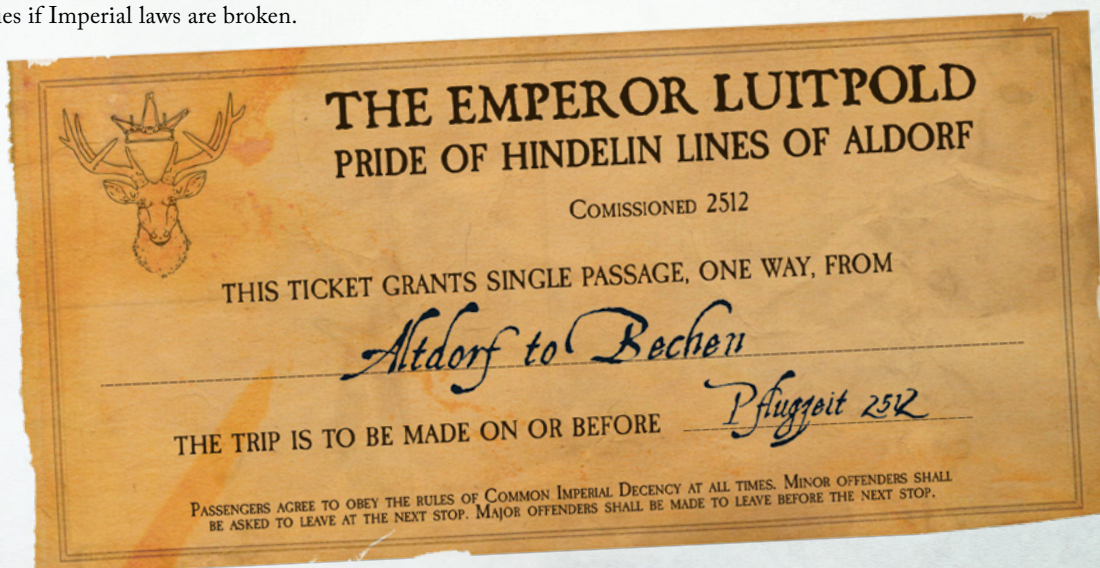 ues if Imperial laws are broken.
THE EMPEROR LUITPOLD
PRIDE OF HINDELIN LINES OF ALDORF
COMISSIONED 2512
THIS TICKET GRANTS SINGLE PASSAGE, ONE WAY, FROM
Altdorf to Bechen
THE TRIP IS TO BE MADE ON OR BEFORE Pflugzeit 2512
PASSENGERS AGREE TO OBEY THE RULES OF COMMON IMPERIAL DECENCY AT ALL TIMES. MINOR OFFENDERS SHALL
BE ASKED TO LEAVE AT THE NEXT STOP. MAJOR OFFENDERS SHALL BE MADE TO LEAVE BEFORE THE NEXT STOP.